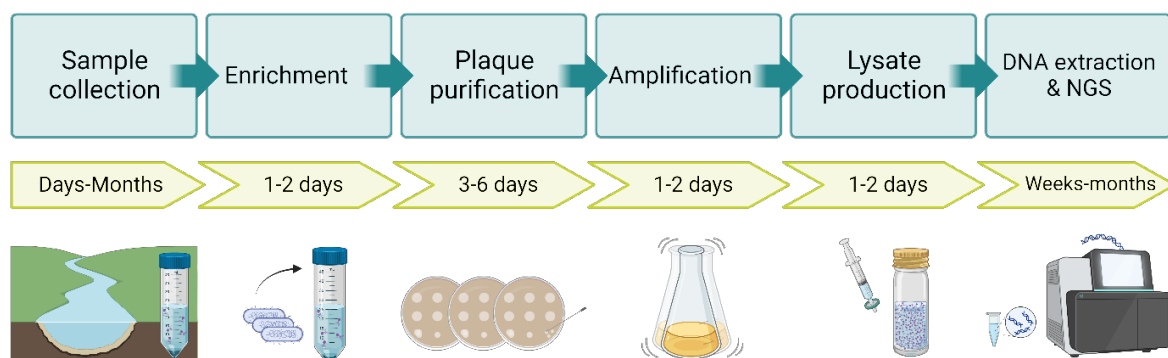 Sample
collection
Enrichment
Plaque
purification
Amplification
Lysate
production
DNA extraction
& NGS
Days-Months
1-2 days
3-6 days
1-2 days
1-2 days
Weeks-months